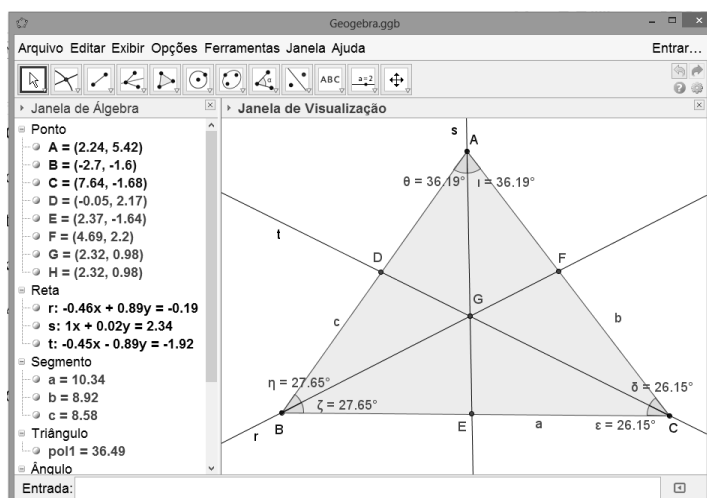 Geogebra.ggb
Arquivo Editar Exibir Opções Ferramentas Janela Ajuda
Entrar...
α
ABC
a=2
Janela de Álgebra
Ponto
A = (2.24, 5.42)
B = (-2.7, -1.6)
C = (7.64, -1.68)
D = (-0.05, 2.17)
E = (2.37, -1.64)
F = (4.69, 2.2)
G = (2.32, 0.98)
H = (2.32, 0.98)
Reta
r: -0.46x + 0.89y = -0.19
s: 1x + 0.02y = 2.34
t: -0.45x - 0.89y = -1.92
Segmento
a = 10.34
b = 8.92
c = 8.58
Triângulo
pol1 = 36.49
Ângulo
Janela de Visualização
s
A
θ = 36.19°
ι = 36.19°
t
D
F
G
c
b
η = 27.65°
δ = 26.15°
ζ = 27.65°
ε = 26.15°
B
E
a
C
r
Entrada: